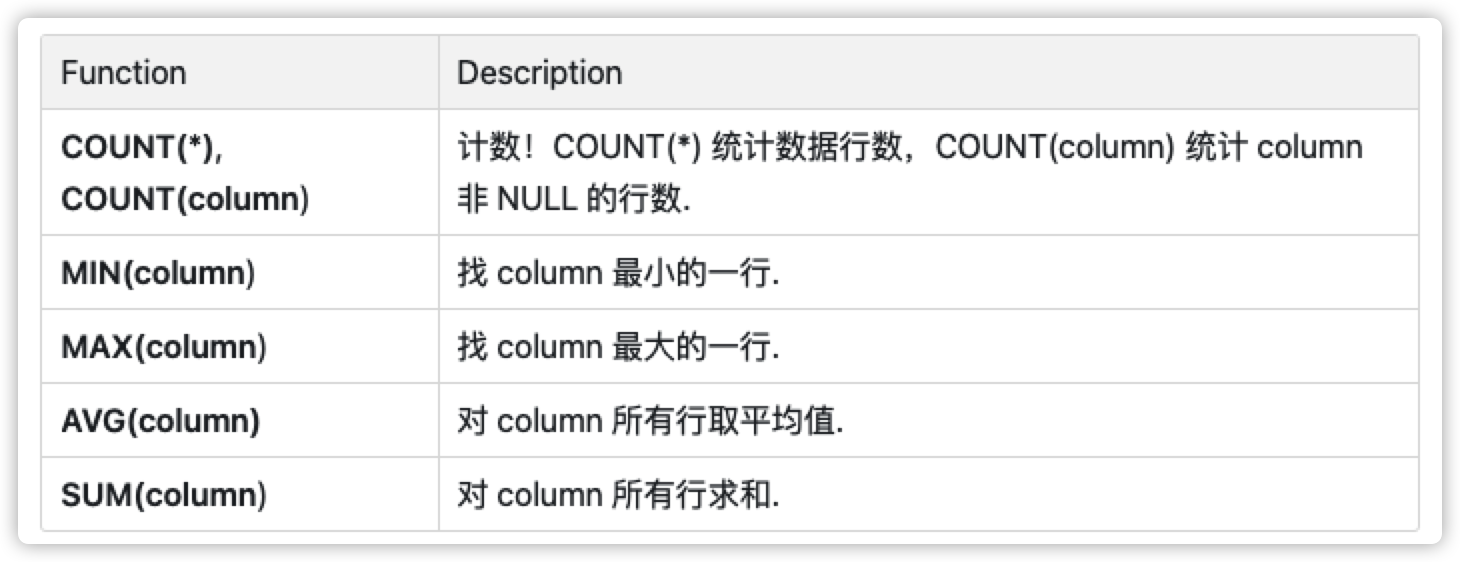 Function
Description
COUNT(*),
COUNT(column)
计数！COUNT(*) 统计数据行数，COUNT(column) 统计 column
非 NULL 的行数.
MIN(column)
找 column 最小的一行.
MAX(column)
找 column 最大的一行.
AVG(column)
对 column 所有行取平均值.
SUM(column)
对 column 所有行求和.